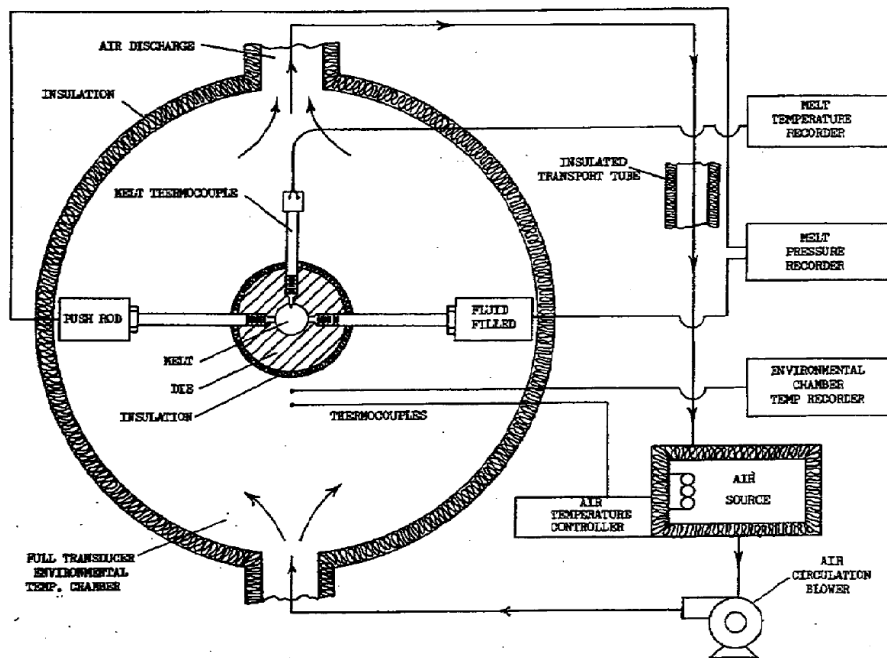 AIR DISCHARGE
INSULATION
MELT
TEMPERATURE
RECORDER
INSULATED
TRANSPORT TUBE
MELT THERMOCOUPLE
MELT
PRESSURE
RECORDER
PUSH ROD
FLUID
FILLED
MELT
DIE
INSULATION
THERMOCOUPLES
ENVIRONMENTAL
CHAMBER
TEMP RECORDER
AIR
SOURCE
AIR
TEMPERATURE
CONTROLLER
FULL TRANSDUCER
ENVIRONMENTAL
TEMP. CHAMBER
AIR
CIRCULATION
BLOWER